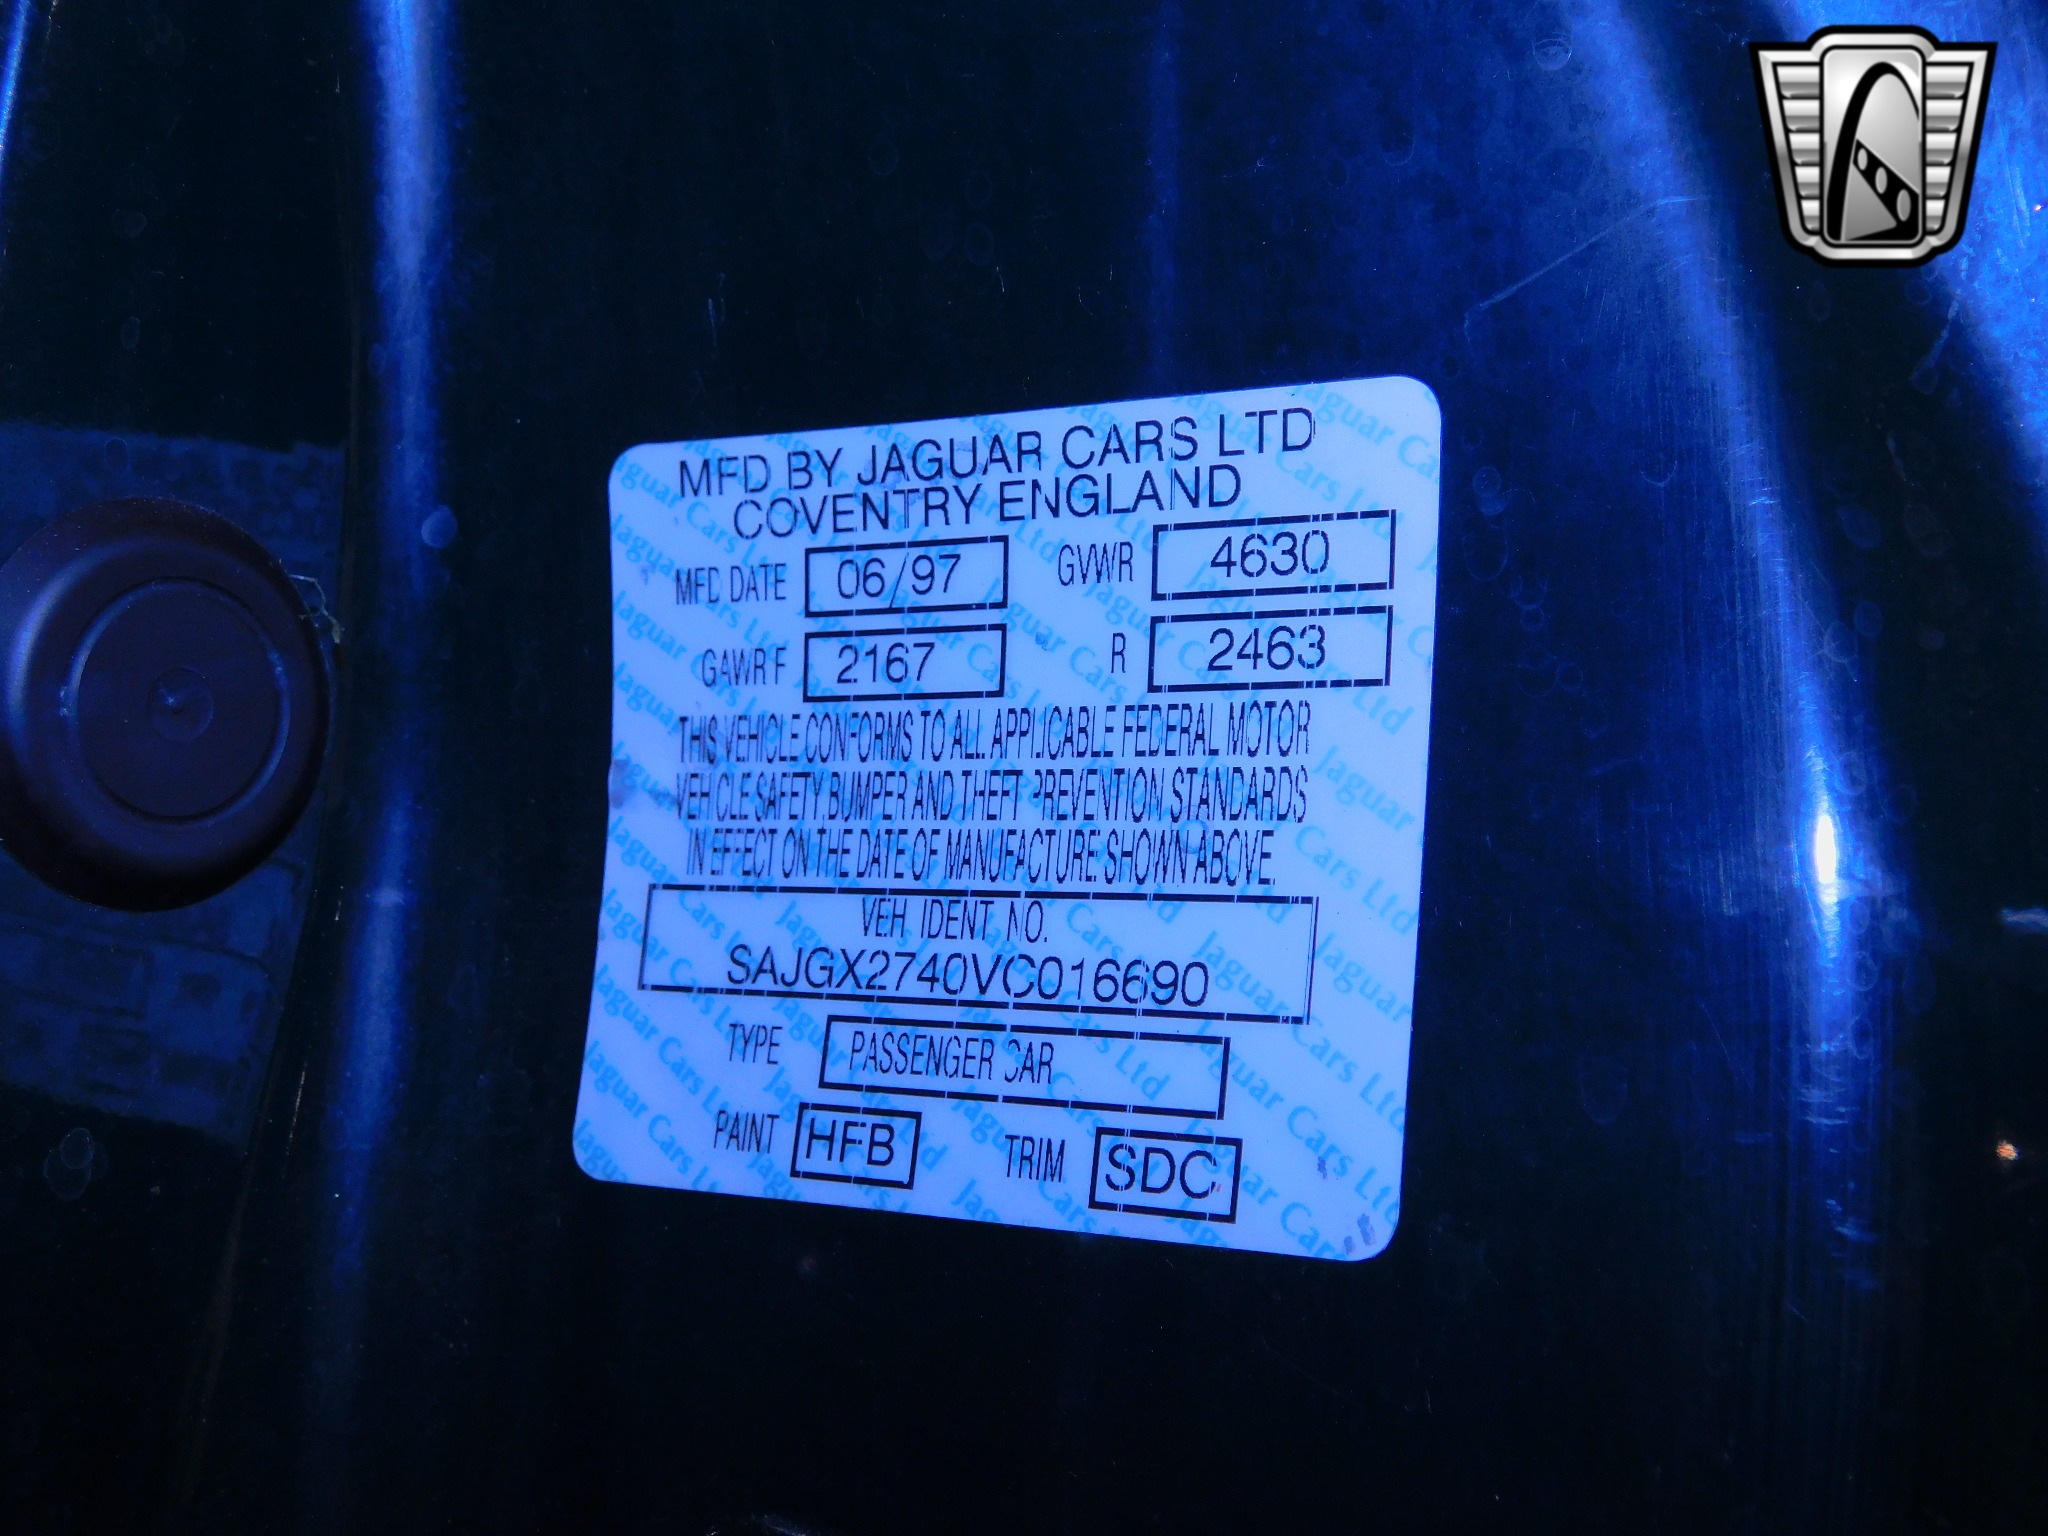 MFD BY JAGUAR CARS LTD
COVENTRY ENGLAND
MFD DATE 06/97 GVWR 4630
GAWR F 2167 R 2463
THIS VEHICLE CONFORMS TO ALL APPLICABLE FEDERAL MOTOR
VEHICLE SAFETY, BUMPER AND THEFT PREVENTION STANDARDS
IN EFFECT ON THE DATE OF MANUFACTURE SHOWN ABOVE.
VEH IDENT NO.
SAJGX2740VC016690
TYPE PASSENGER CAR
PAINT HFB TRIM SDC